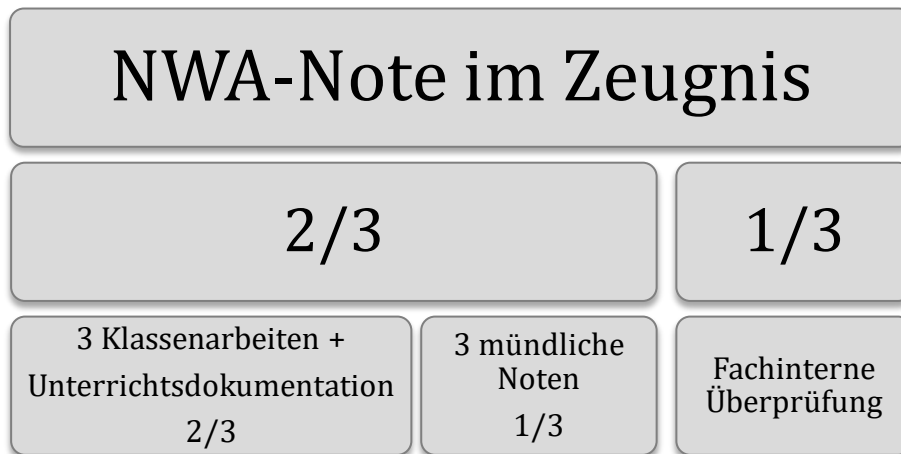 NWA-Note im Zeugnis
2/3
1/3
3 Klassenarbeiten +
Unterrichtsdokumentation
2/3
3 mündliche
Noten
1/3
Fachinterne
Überprüfung